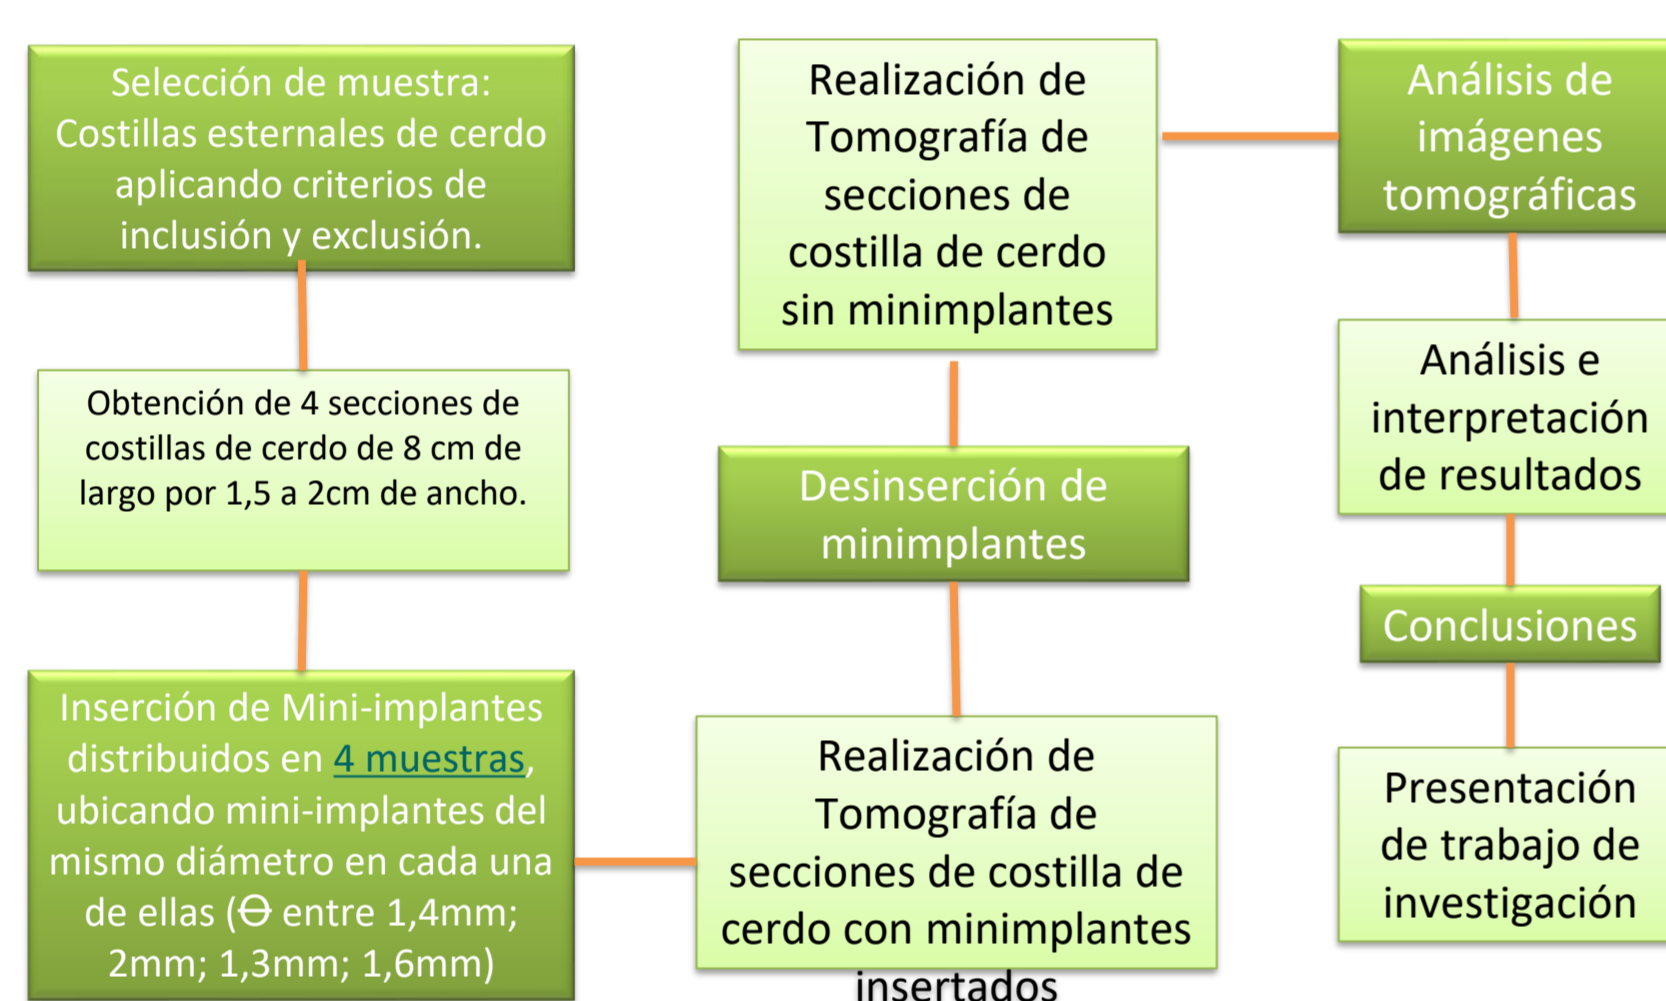 Selección de muestra:
Costillas esternales de cerdo
aplicando criterios de
inclusión y exclusión.
Obtención de 4 secciones de
costillas de cerdo de 8 cm de
largo por 1,5 a 2cm de ancho.
Inserción de Mini-implantes
distribuidos en 4 muestras,
ubicando mini-implantes del
mismo diámetro en cada una
de ellas (Ɵ entre 1,4mm;
2mm; 1,3mm; 1,6mm)
Realización de
Tomografía de
secciones de costilla de
cerdo con minimplantes
insertados
Desinserción de
minimplantes
Realización de
Tomografía de
secciones de
costilla de cerdo
sin minimplantes
Análisis de
imágenes
tomográficas
Análisis e
interpretación
de resultados
Conclusiones
Presentación
de trabajo de
investigación